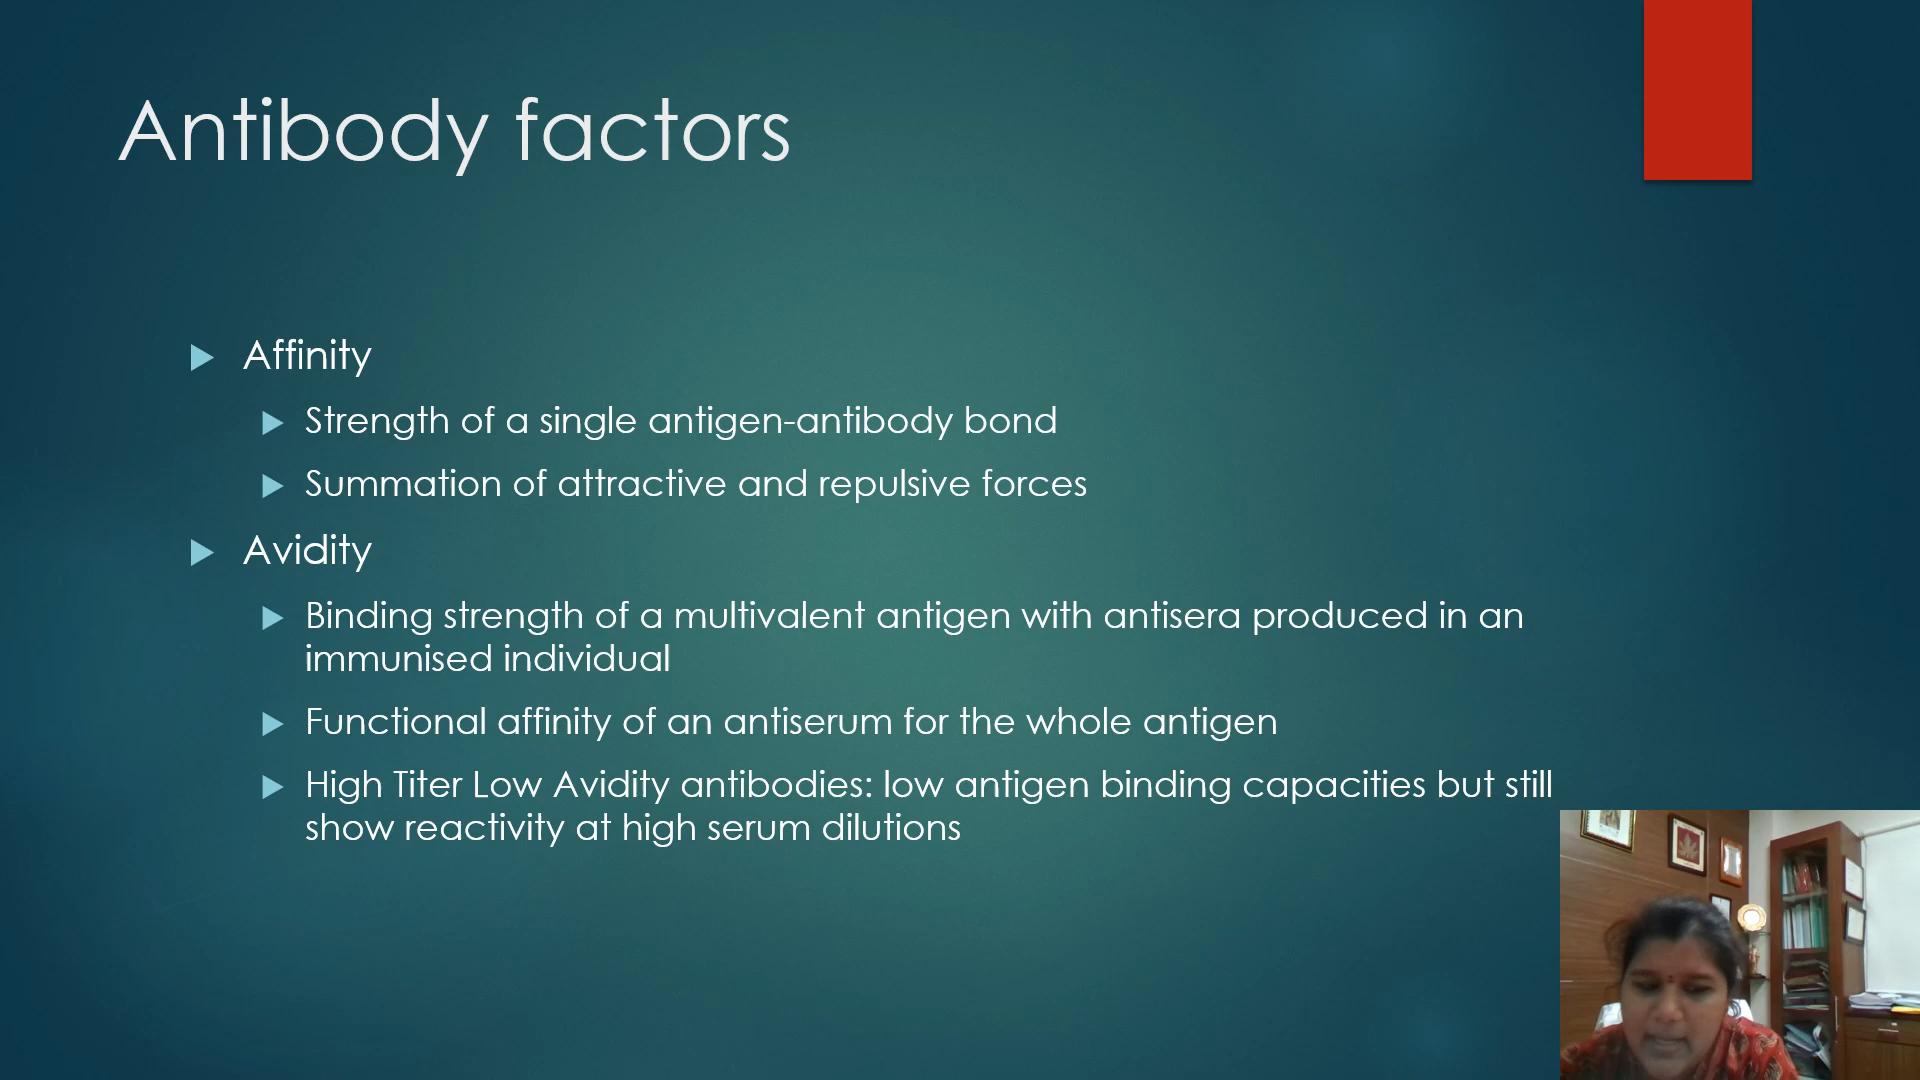 Antibody factors
Affinity
Strength of a single antigen-antibody bond
Summation of attractive and repulsive forces
Avidity
Binding strength of a multivalent antigen with antisera produced in an
immunised individual
Functional affinity of an antiserum for the whole antigen
High Titer Low Avidity antibodies: low antigen binding capacities but still
show reactivity at high serum dilutions